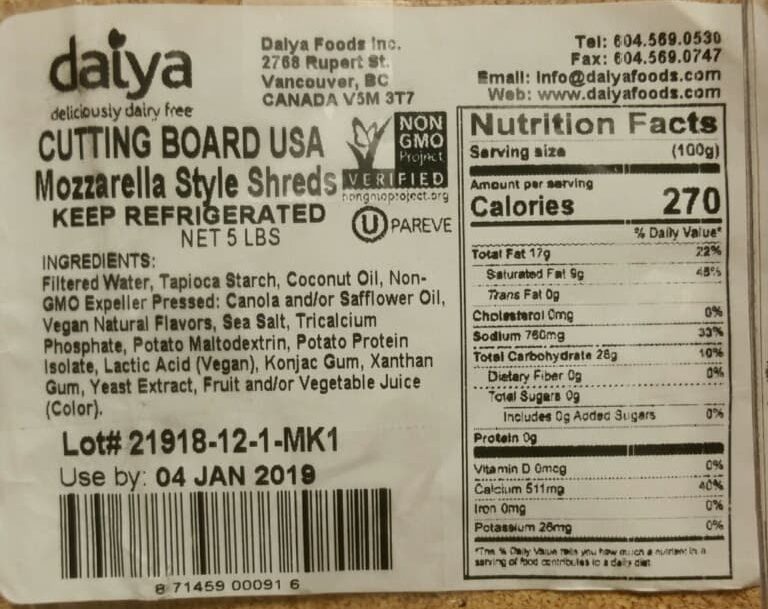 daiya
deliciously dairy free
Daiya Foods Inc.
2768 Rupert St.
Vancouver, BC
CANADA V5M 3T7
Tel: 604.569.0530
Fax: 604.569.0747
Email: Info@daiyafoods.com
Web: www.daiyafoods.com
CUTTING BOARD USA
Mozzarella Style Shreds
KEEP REFRIGERATED
NET 5 LBS
NON
GMO
Project
VERIFIED
nongmoproject.org
U PAREVE
INGREDIENTS:
Filtered Water, Tapioca Starch, Coconut Oil, Non-
GMO Expeller Pressed: Canola and/or Safflower Oil,
Vegan Natural Flavors, Sea Salt, Tricalcium
Phosphate, Potato Maltodextrin, Potato Protein
Isolate, Lactic Acid (Vegan), Konjac Gum, Xanthan
Gum, Yeast Extract, Fruit and/or Vegetable Juice
(Color).
Lot# 21918-12-1-MK1
Use by: 04 JAN 2019
8 71459 00091 6
Nutrition Facts
Serving size (100g)
Amount per serving
Calories 270
% Daily Value*
Total Fat 17g 22%
Saturated Fat 9g 45%
Trans Fat 0g
Cholesterol 0mg 0%
Sodium 760mg 33%
Total Carbohydrate 28g 10%
Dietary Fiber 0g 0%
Total Sugars 0g
Includes 0g Added Sugars 0%
Protein 0g
Vitamin D 0mcg 0%
Calcium 511mg 40%
Iron 0mg 0%
Potassium 26mg 0%
*The % Daily Value tells you how much a nutrient in a
serving of food contributes to a daily diet